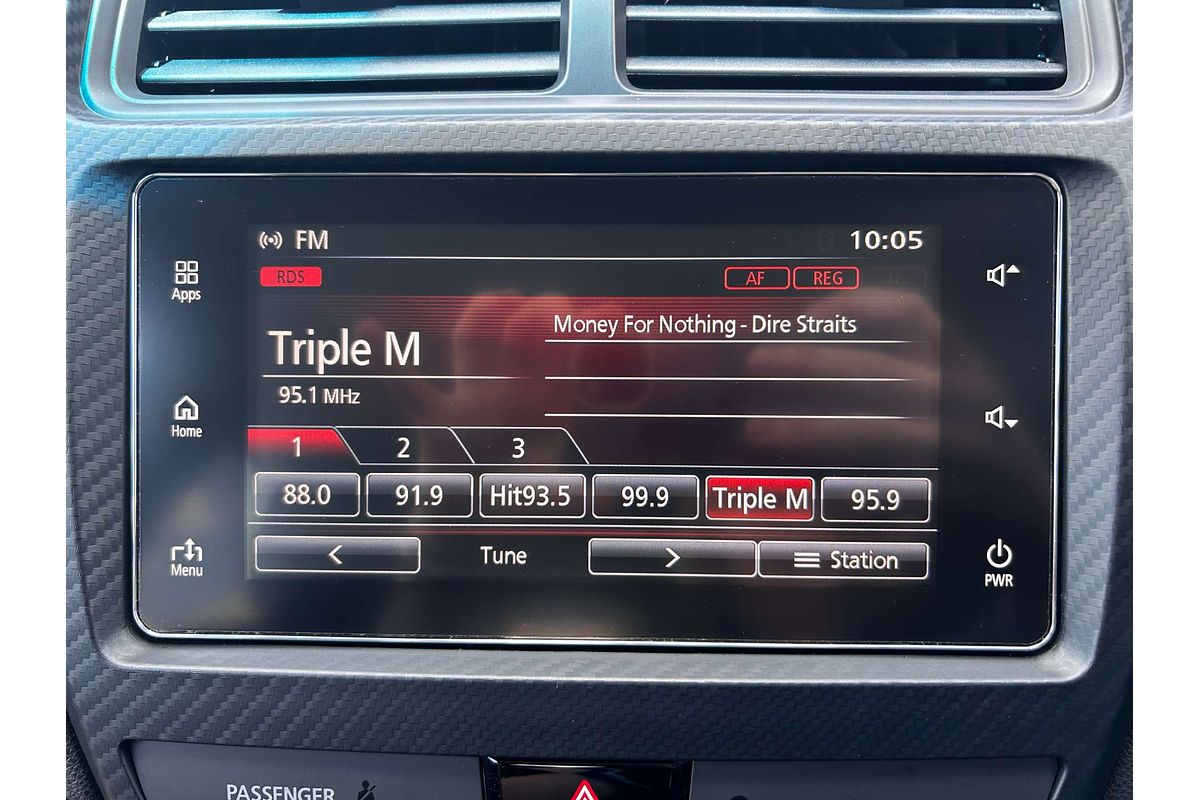 FM 10:05
RDS AF REG
Apps
Money For Nothing - Dire Straits
Triple M
95.1 MHz
Home
1 2 3
88.0 91.9 Hit93.5 99.9 Triple M 95.9
< Tune > Station
Menu
PWR
PASSENGER